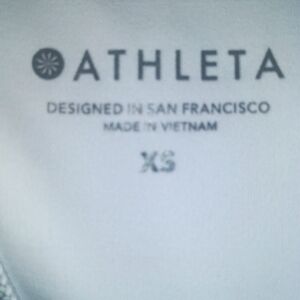 ATHLETA
DESIGNED IN SAN FRANCISCO
MADE IN VIETNAM
XS